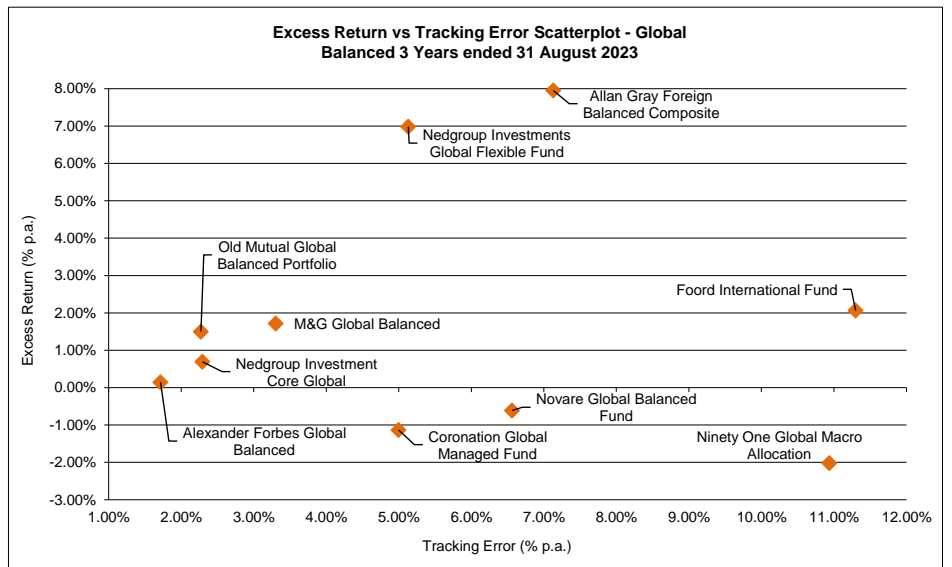 Excess Return vs Tracking Error Scatterplot - Global
Balanced 3 Years ended 31 August 2023
Excess Return (% p.a.)
8.00%
7.00%
6.00%
5.00%
4.00%
3.00%
2.00%
1.00%
0.00%
-1.00%
-2.00%
-3.00%
Allan Gray Foreign
Balanced Composite
Nedgroup Investments
Global Flexible Fund
Old Mutual Global
Balanced Portfolio
Foord International Fund
M&G Global Balanced
Nedgroup Investment
Core Global
Novare Global Balanced
Fund
Alexander Forbes Global
Balanced
Coronation Global
Managed Fund
Ninety One Global Macro
Allocation
1.00%
2.00%
3.00%
4.00%
5.00%
6.00%
7.00%
8.00%
9.00%
10.00%
11.00%
12.00%
Tracking Error (% p.a.)